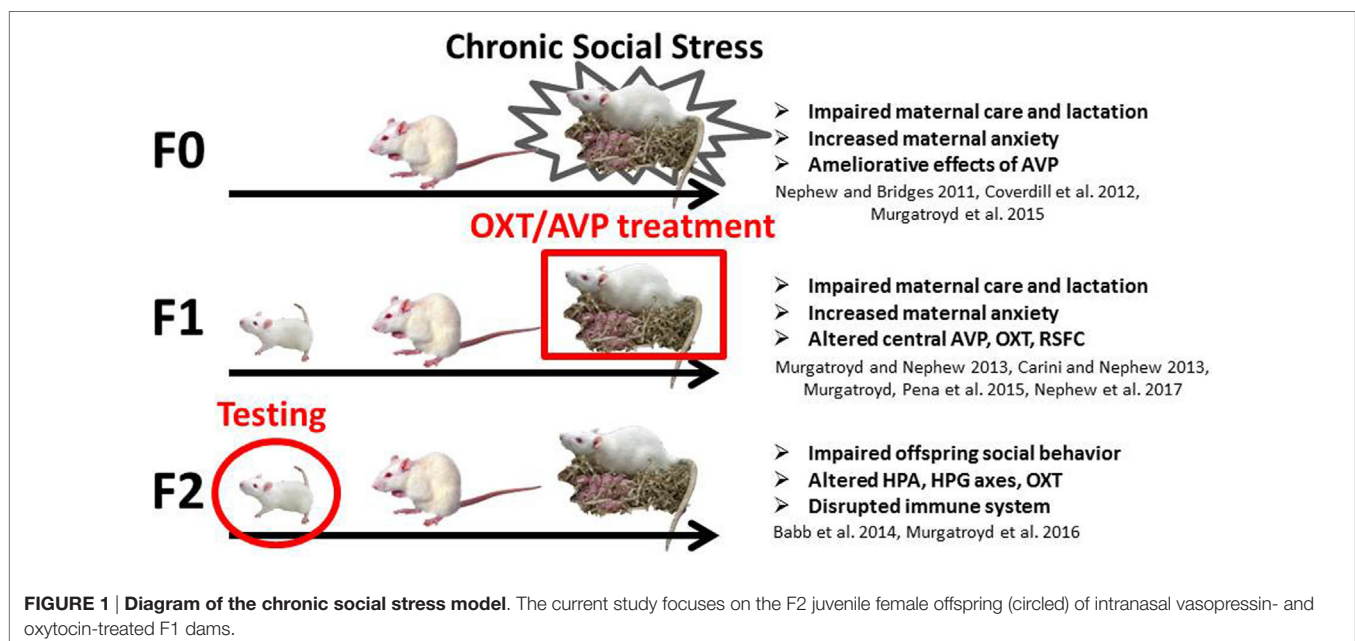 Chronic Social Stress
F0
➢ Impaired maternal care and lactation
➢ Increased maternal anxiety
➢ Ameliorative effects of AVP
Nephew and Bridges 2011, Coverdill et al. 2012,
Murgatroyd et al. 2015
OXT/AVP treatment
F1
➢ Impaired maternal care and lactation
➢ Increased maternal anxiety
➢ Altered central AVP, OXT, RSFC
Murgatroyd and Nephew 2013, Carini and Nephew 2013,
Murgatroyd, Pena et al. 2015, Nephew et al. 2017
Testing
F2
➢ Impaired offspring social behavior
➢ Altered HPA, HPG axes, OXT
➢ Disrupted immune system
Babb et al. 2014, Murgatroyd et al. 2016
FIGURE 1 | Diagram of the chronic social stress model. The current study focuses on the F2 juvenile female offspring (circled) of intranasal vasopressin- and
oxytocin-treated F1 dams.